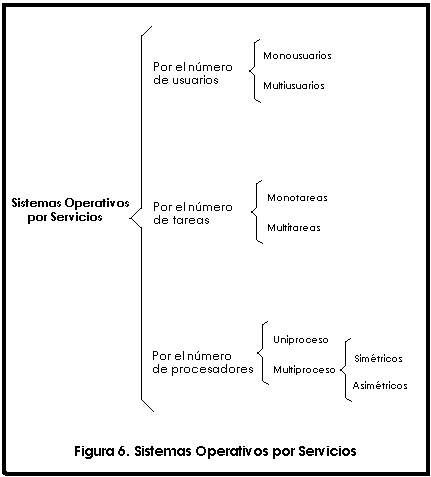 Sistemas Operativos
por Servicios
Por el número
de usuarios
Monousuarios
Multiusuarios
Por el número
de tareas
Monotareas
Multitareas
Por el número
de procesadores
Uniproceso
Multiproceso
Simétricos
Asimétricos
Figura 6. Sistemas Operativos por Servicios